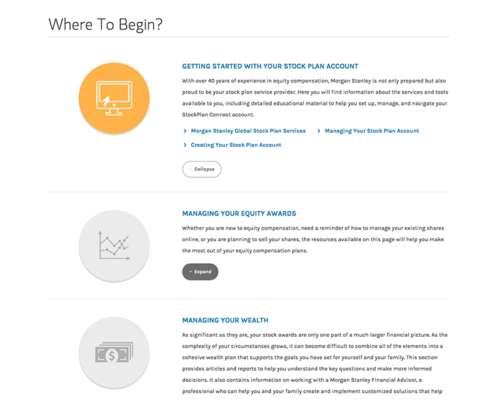 Where To Begin?
GETTING STARTED WITH YOUR STOCK PLAN ACCOUNT
With over 40 years of experience in equity compensation, Morgan Stanley is not only prepared but also
proud to be your stock plan service provider. Here you will find information about the services and tools
available to you, including detailed educational material to help you set up, manage, and navigate your
StockPlan Connect account.
Morgan Stanley Global Stock Plan Services
Managing Your Stock Plan Account
Creating Your Stock Plan Account
– Collapse
MANAGING YOUR EQUITY AWARDS
Whether you are new to equity compensation, need a reminder of how to manage your existing shares
online, or you are planning to sell your shares, the resources available on this page will help you make
the most out of your equity compensation plans.
Expand
MANAGING YOUR WEALTH
As significant as they are, your stock awards are only one part of a much larger financial picture. As the
complexity of your circumstances grows, it can become difficult to combine all of the elements into a
cohesive wealth plan that supports the goals you have set for yourself and your family. This section
provides articles and reports to help you understand the key questions and make more informed
decisions. It also contains information on working with a Morgan Stanley Financial Advisor, a
professional who can help you and your family create and implement customized solutions that help